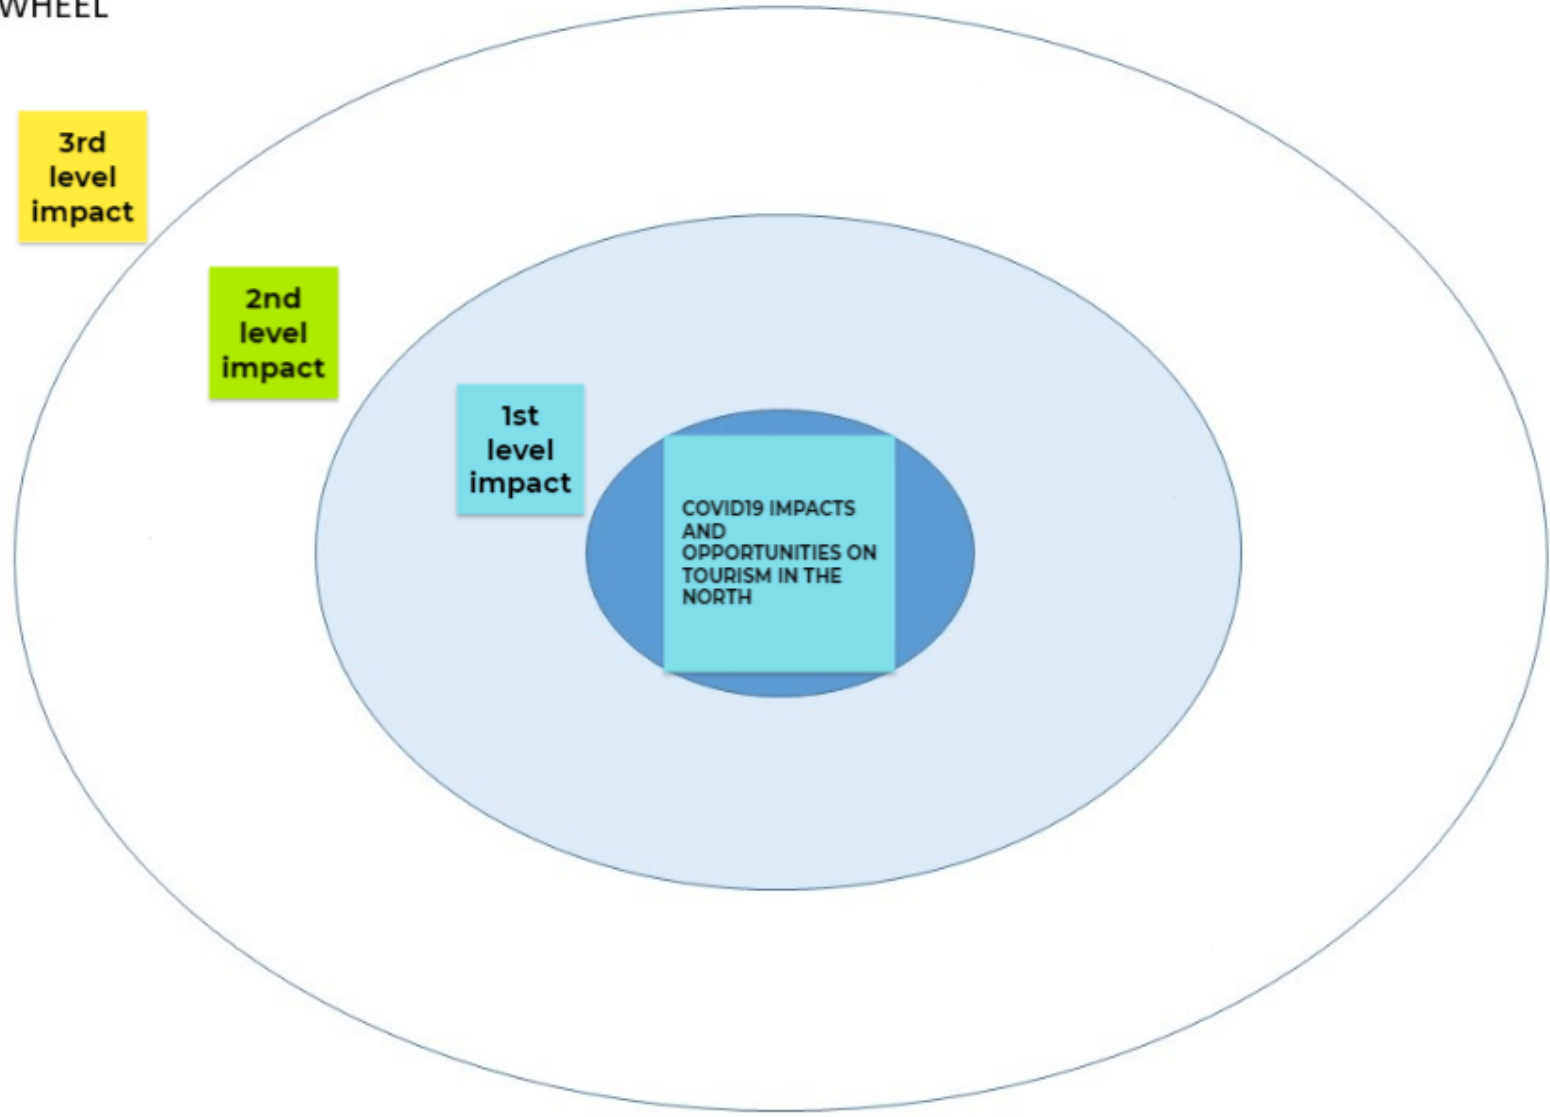 WHEEL
3rd
level
impact
2nd
level
impact
1st
level
impact
COVID19 IMPACTS
AND
OPPORTUNITIES ON
TOURISM IN THE
NORTH